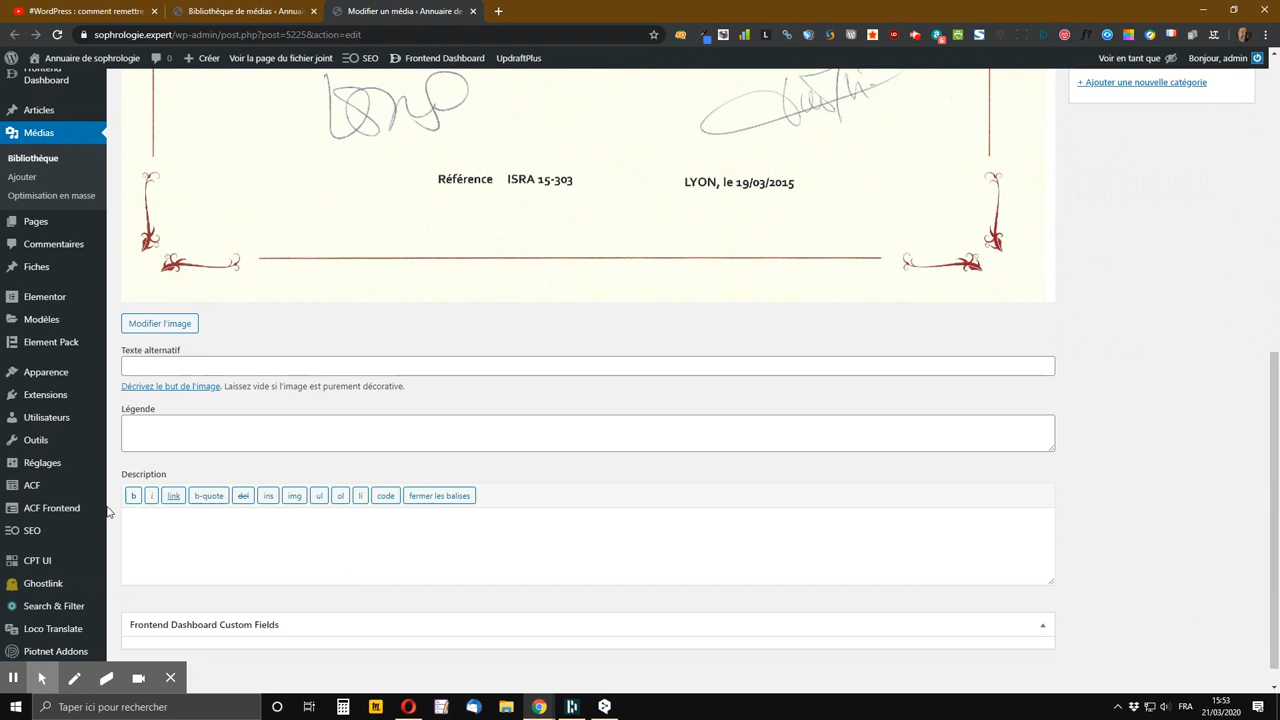 #WordPress : comment remettre
Bibliothèque de médias « Annuai
Modifier un média « Annuaire de
https://expertiz.org/wp-admin/post.php?post=5225&action=edit
Annuaire de sophrologie
0
Créer
Voir la page du fichier joint
SEO
Frontend Dashboard
UpdraftPlus
Voir en tant que
Bonjour, admin
Frontend
Dashboard
Articles
Médias
Bibliothèque
Ajouter
Optimisation en masse
Pages
Commentaires
Fiches
Elementor
Modèles
Element Pack
Apparence
Extensions
Utilisateurs
Outils
Réglages
ACF
ACF Frontend
SEO
CPT UI
Ghostlink
Search & Filter
Loco Translate
Piotnet Addons
Référence ISRA 15-303
LYON, le 19/03/2015
+ Ajouter une nouvelle catégorie
Modifier l’image
Texte alternatif
Décrivez le but de l’image. Laissez vide si l’image est purement décorative.
Légende
Description
b
i
link
b-quote
del
ins
img
ul
ol
li
code
fermer les balises
Frontend Dashboard Custom Fields
Taper ici pour rechercher
FRA
15:53
21/03/2020